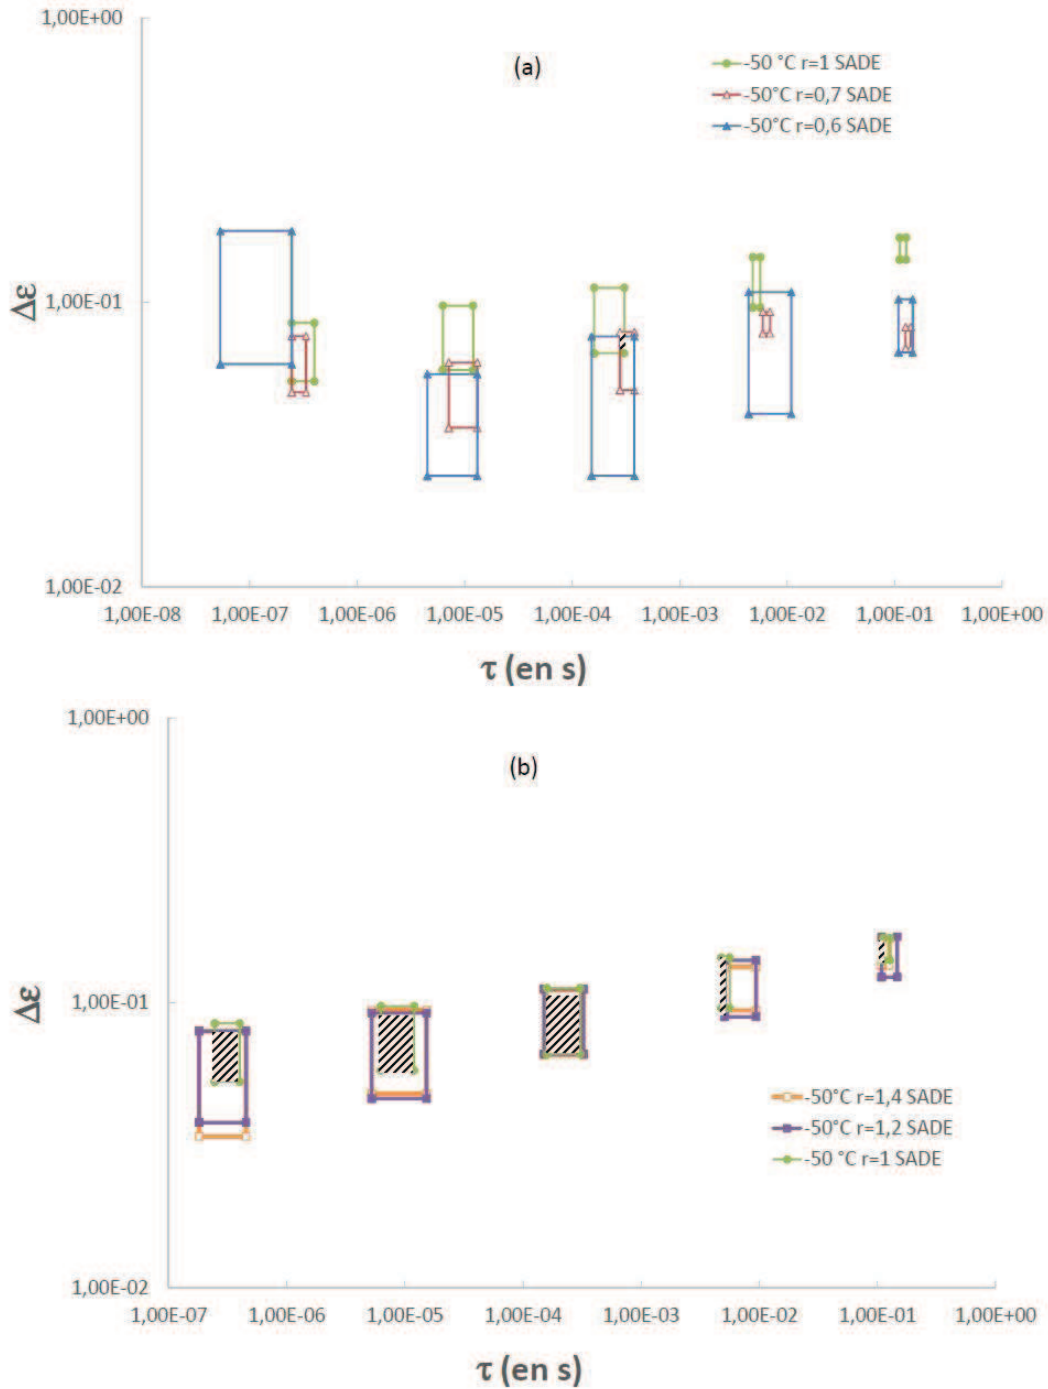 1,00E+00
(a)
-50 °C r=1 SADE
-50°C r=0,7 SADE
-50°C r=0,6 SADE
Δε
1,00E-01
1,00E-02
1,00E-08 1,00E-07 1,00E-06 1,00E-05 1,00E-04 1,00E-03 1,00E-02 1,00E-01 1,00E+00
τ (en s)
1,00E+00
(b)
Δε
1,00E-01
-50°C r=1,4 SADE
-50°C r=1,2 SADE
-50 °C r=1 SADE
1,00E-02
1,00E-07 1,00E-06 1,00E-05 1,00E-04 1,00E-03 1,00E-02 1,00E-01 1,00E+00
τ (en s)